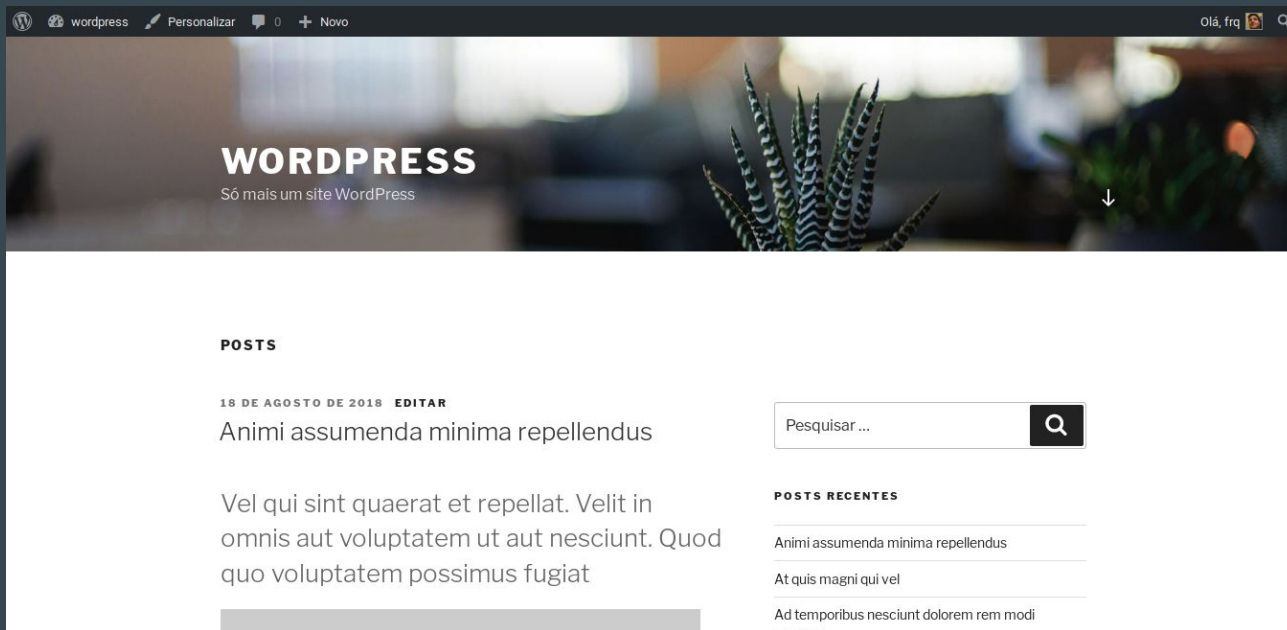 wordpress Personalizar 0 Novo Olá, frq
WORDPRESS
Só mais um site WordPress
POSTS
18 DE AGOSTO DE 2018 EDITAR
Animi assumenda minima repellendus
Vel qui sint quaerat et repellat. Velit in
omnis aut voluptatem ut aut nesciunt. Quod
quo voluptatem possimus fugiat
Pesquisar ...
POSTS RECENTES
Animi assumenda minima repellendus
At quis magni qui vel
Ad temporibus nesciunt dolorem rem modi